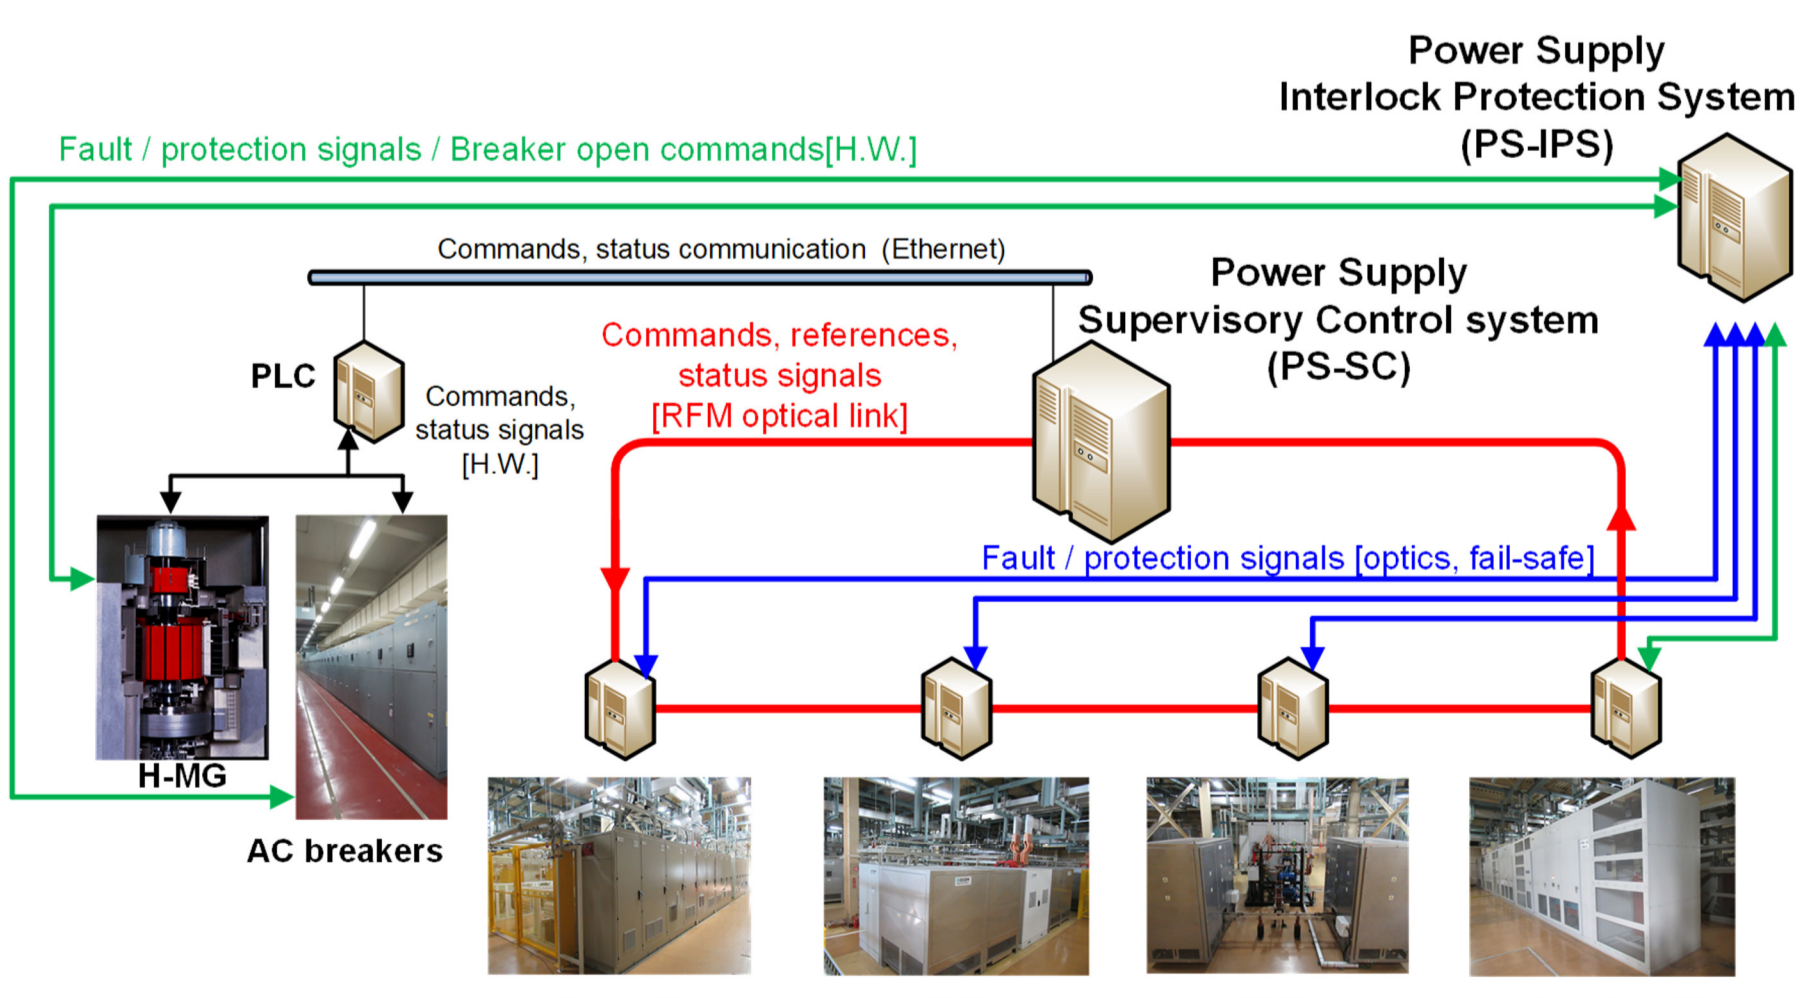 Power Supply
Interlock Protection System
(PS-IPS)
Fault / protection signals / Breaker open commands[H.W.]
Commands, status communication (Ethernet)
Power Supply
Supervisory Control system
(PS-SC)
Commands, references,
status signals
[RFM optical link]
PLC
Commands,
status signals
[H.W.]
Fault / protection signals [optics, fail-safe]
H-MG
AC breakers